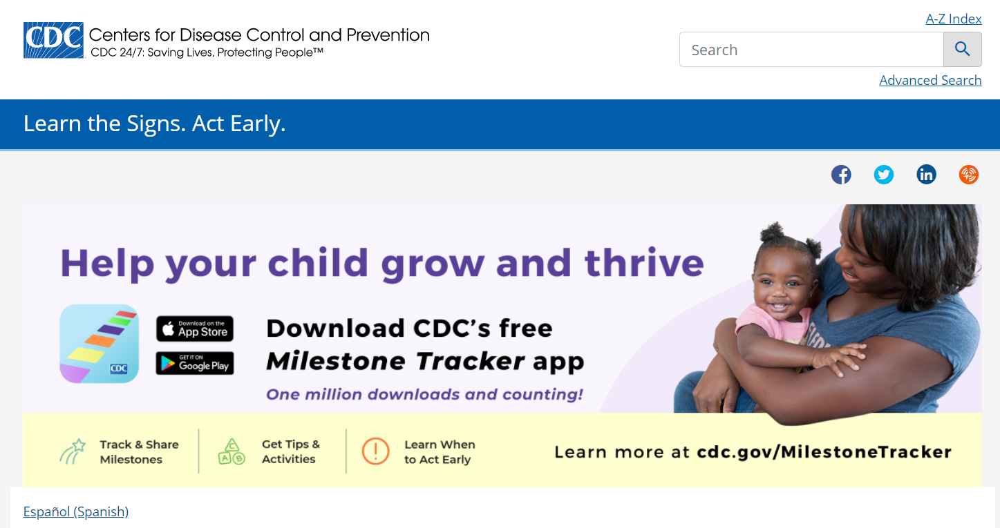 A-Z Index
CDC Centers for Disease Control and Prevention
CDC 24/7: Saving Lives, Protecting People™
Search
Advanced Search
Learn the Signs. Act Early.
Help your child grow and thrive
Download on the
App Store
GET IT ON
Google Play
CDC
Download CDC's free
Milestone Tracker app
One million downloads and counting!
Track & Share
Milestones
C
A B
Get Tips &
Activities
!
Learn When
to Act Early
Learn more at cdc.gov/MilestoneTracker
Español (Spanish)